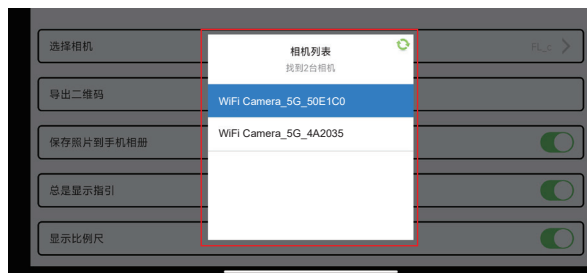 选择相机
FL_c
相机列表
找到2台相机
导出二维码
WiFi Camera_5G_50E1C0
WiFi Camera_5G_4A2035
保存照片到手机相册
总是显示指引
显示比例尺